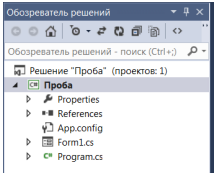 Обозреватель решений
Обозреватель решений - поиск (Ctrl+;)
Решение "Проба" (проектов: 1)
C# Проба
Properties
References
App.config
Form1.cs
C# Program.cs